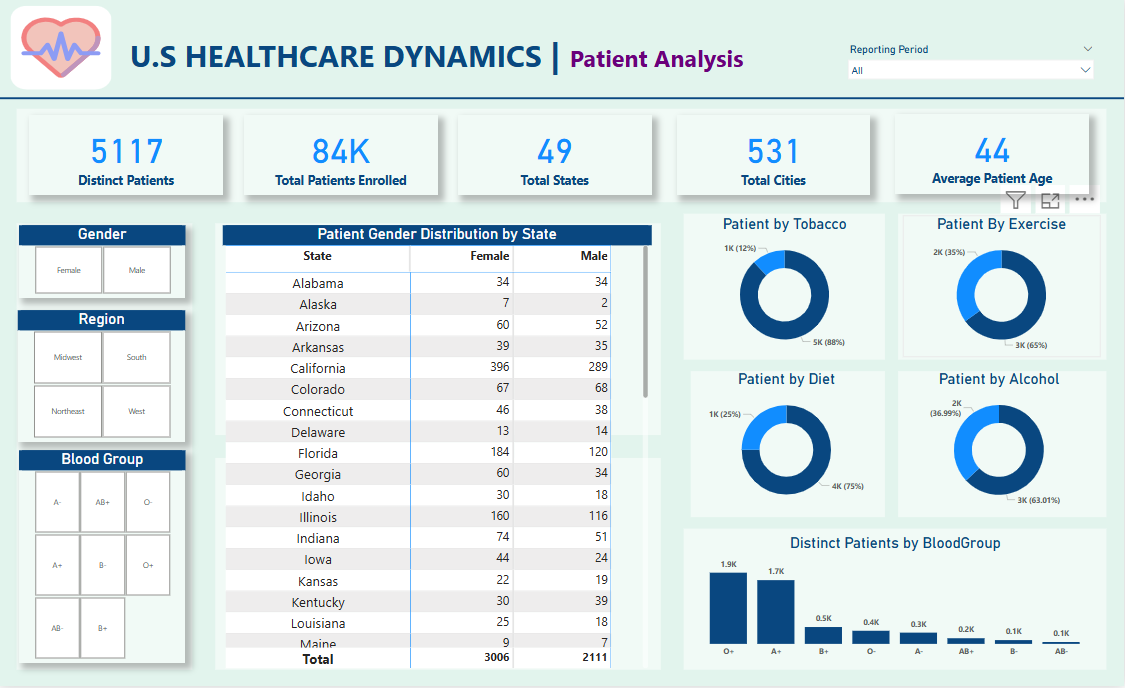 U.S HEALTHCARE DYNAMICS | Patient Analysis
Reporting Period
All
5117
Distinct Patients
84K
Total Patients Enrolled
49
Total States
531
Total Cities
44
Average Patient Age
Gender
Female Male
Region
Midwest South
Northeast West
Blood Group
A- AB+ O-
A+ B- O+
AB- B+
Patient Gender Distribution by State
State Female Male
Alabama 34 34
Alaska 7 2
Arizona 60 52
Arkansas 39 35
California 396 289
Colorado 67 68
Connecticut 46 38
Delaware 13 14
Florida 184 120
Georgia 60 34
Idaho 30 18
Illinois 160 116
Indiana 74 51
Iowa 44 24
Kansas 22 19
Kentucky 30 39
Louisiana 25 18
Maine 9 7
Total 3006 2111
Patient by Tobacco
1K (12%)
5K (88%)
Patient By Exercise
2K (35%)
3K (65%)
Patient by Diet
1K (25%)
4K (75%)
Patient by Alcohol
2K
(36.99%)
3K (63.01%)
Distinct Patients by BloodGroup
1.9K 1.7K 0.5K 0.4K 0.3K 0.2K 0.1K 0.1K
O+ A+ B+ O- A- AB+ B- AB-